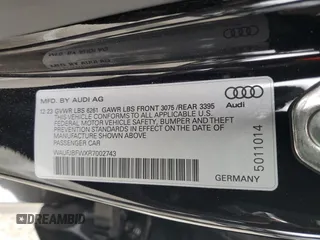 MFD. BY AUDI AG
12.23 GVWR LBS 6261 GAWR LBS FRONT 3075 /REAR 3395
THIS VEHICLE CONFORMS TO ALL APPLICABLE U.S.
FEDERAL MOTOR VEHICLE SAFETY, BUMPER AND THEFT
PREVENTION STANDARDS IN EFFECT ON THE DATE OF
MANUFACTURE SHOWN ABOVE
PASSENGER CAR
Audi
GERMANY
5011014
DREAMBID